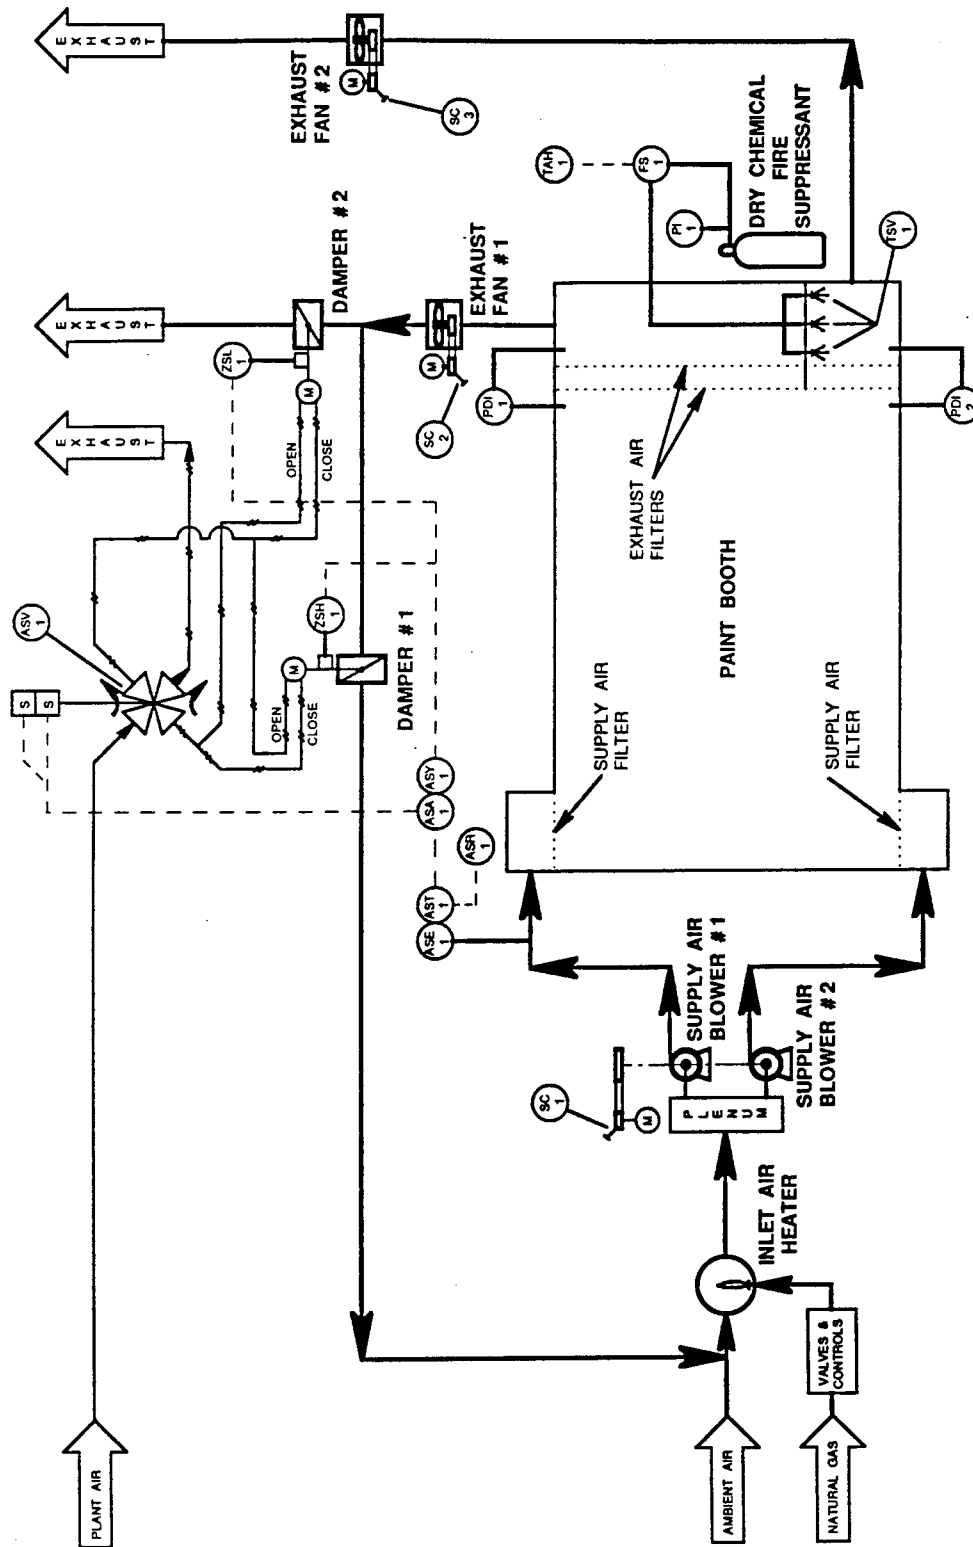 EXHAUST
EXHAUST
FAN #2
M
SC
3
EXHAUST
DAMPER #2
ZSL
1
M
OPEN
CLOSE
EXHAUST
FAN #1
M
SC
2
EXHAUST
ASV
1
S
S
ZSH
1
M
OPEN
CLOSE
DAMPER #1
ASY
1
ASA
1
ASR
1
AST
1
ASE
1
PLANT AIR
TAH
1
FS
1
PI
1
DRY CHEMICAL
FIRE
SUPPRESSANT
TSV
1
PDI
1
PDI
2
EXHAUST AIR
FILTERS
PAINT BOOTH
SUPPLY AIR
FILTER
SUPPLY AIR
FILTER
SUPPLY AIR
BLOWER #1
SUPPLY AIR
BLOWER #2
SC
1
M
PLENUM
INLET AIR
HEATER
VALVES &
CONTROLS
AMBIENT AIR
NATURAL GAS